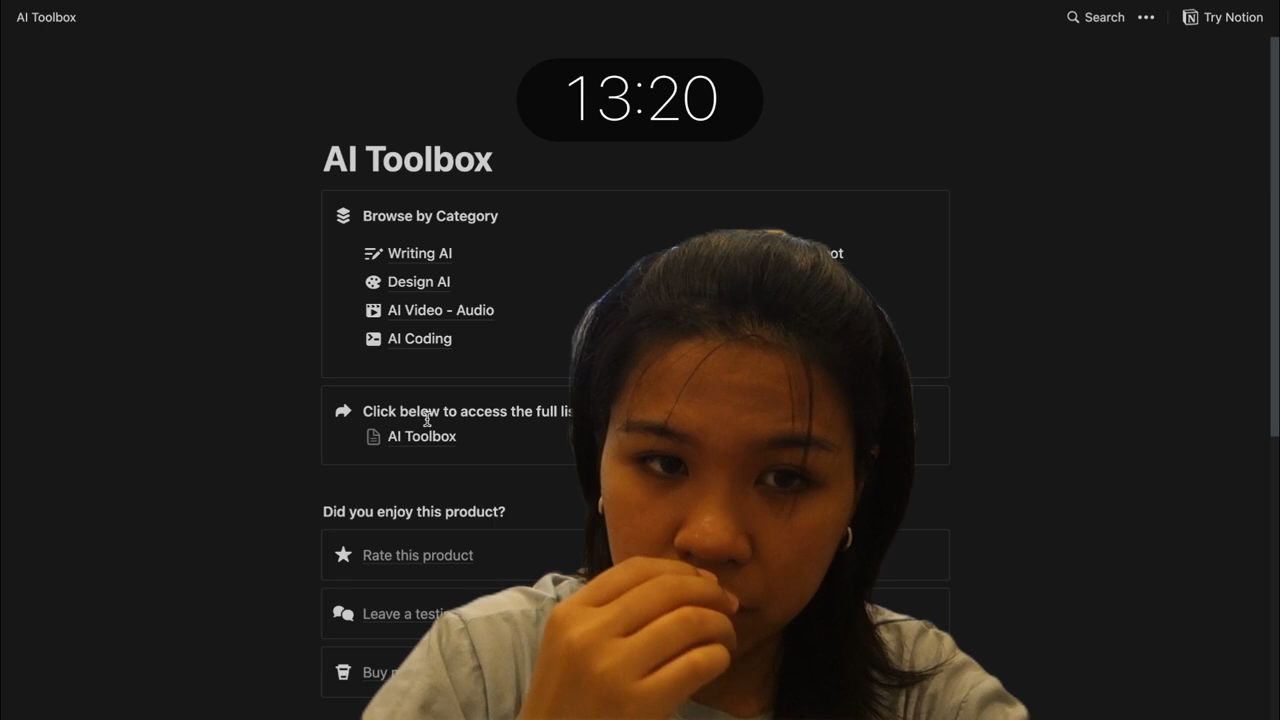 AI Toolbox
Search
Try Notion
13:20
AI Toolbox
Browse by Category
Writing AI
Design AI
AI Video - Audio
AI Coding
Click below to access the full
AI Toolbox
Did you enjoy this product?
Rate this product
Leave a
Buy